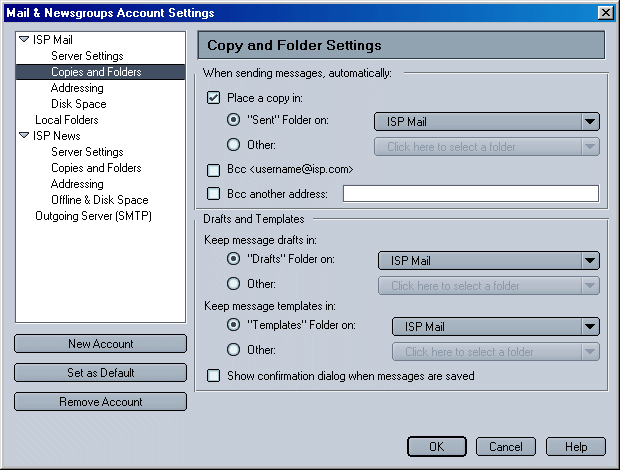 Mail & Newsgroups Account Settings
ISP Mail
Server Settings
Copies and Folders
Addressing
Disk Space
Local Folders
ISP News
Server Settings
Copies and Folders
Addressing
Offline & Disk Space
Outgoing Server (SMTP)
New Account
Set as Default
Remove Account
Copy and Folder Settings
When sending messages, automatically:
Place a copy in:
"Sent" Folder on: ISP Mail
Other: Click here to select a folder
Bcc <username@isp.com>
Bcc another address:
Drafts and Templates
Keep message drafts in:
"Drafts" Folder on: ISP Mail
Other: Click here to select a folder
Keep message templates in:
"Templates" Folder on: ISP Mail
Other: Click here to select a folder
Show confirmation dialog when messages are saved
OK Cancel Help